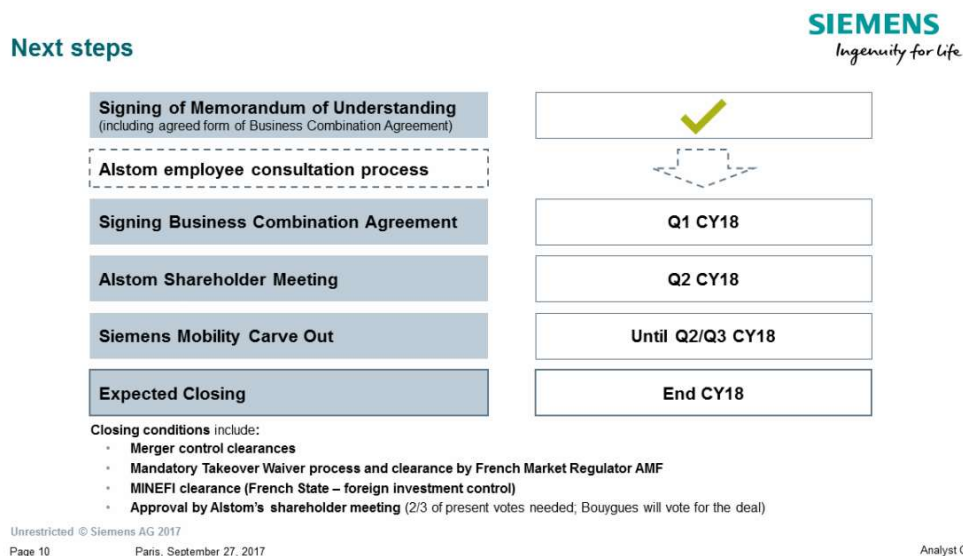 SIEMENS
Ingenuity for life
Next steps
Signing of Memorandum of Understanding
(including agreed form of Business Combination Agreement)
Alstom employee consultation process
Signing Business Combination Agreement
Q1 CY18
Alstom Shareholder Meeting
Q2 CY18
Siemens Mobility Carve Out
Until Q2/Q3 CY18
Expected Closing
End CY18
Closing conditions include:
• Merger control clearances
• Mandatory Takeover Waiver process and clearance by French Market Regulator AMF
• MINEFI clearance (French State – foreign investment control)
• Approval by Alstom's shareholder meeting (2/3 of present votes needed; Bouygues will vote for the deal)
Unrestricted © Siemens AG 2017
Page 10 Paris, September 27, 2017 Analyst